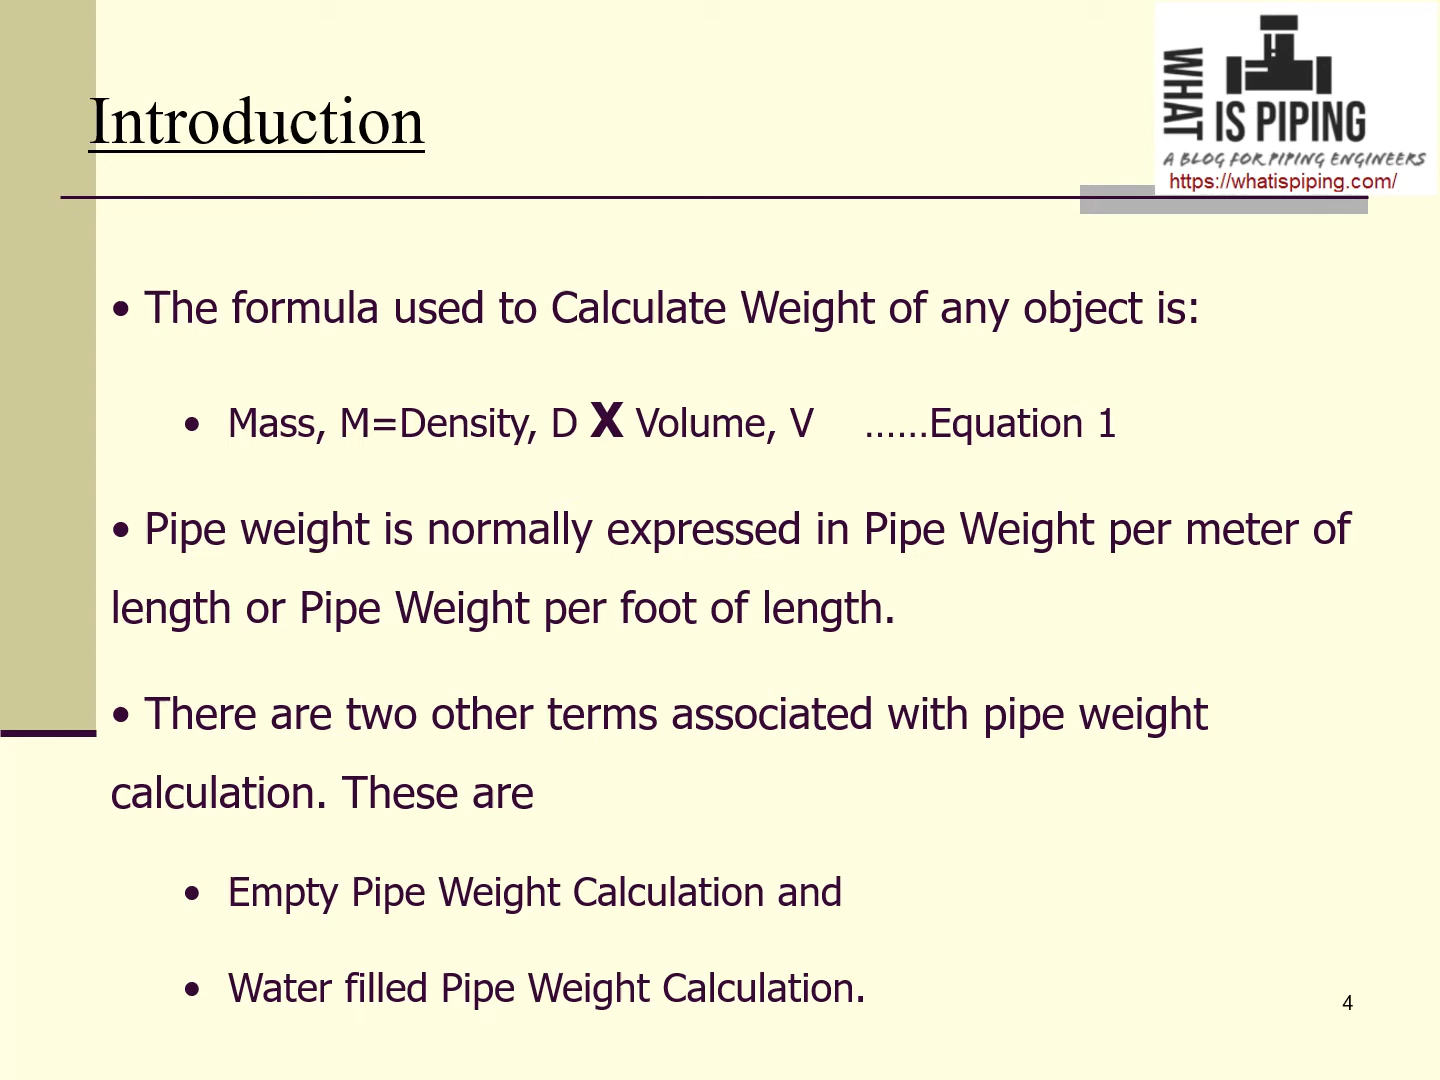 WHAT
IS PIPING
A BLOG FOR PIPING ENGINEERS
https://whatispiping.com/
Introduction
• The formula used to Calculate Weight of any object is:
• Mass, M=Density, D X Volume, V ......Equation 1
• Pipe weight is normally expressed in Pipe Weight per meter of
length or Pipe Weight per foot of length.
• There are two other terms associated with pipe weight
calculation. These are
• Empty Pipe Weight Calculation and
• Water filled Pipe Weight Calculation.
4